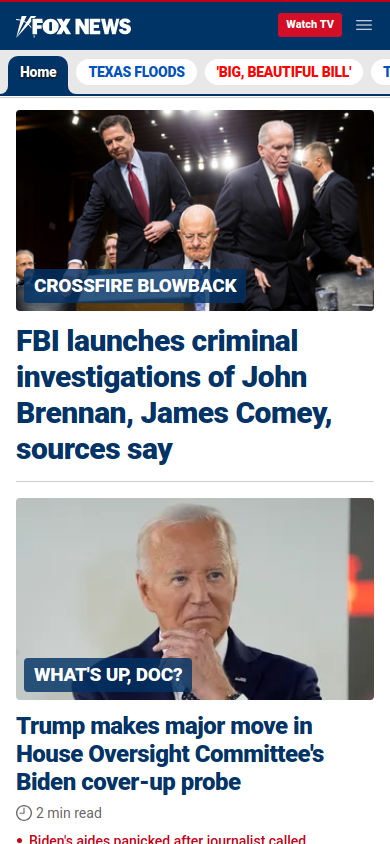 FOX NEWS
Watch TV
Home
TEXAS FLOODS
'BIG, BEAUTIFUL BILL'
CROSSFIRE BLOWBACK
FBI launches criminal
investigations of John
Brennan, James Comey,
sources say
WHAT'S UP, DOC?
Trump makes major move in
House Oversight Committee's
Biden cover-up probe
2 min read
Biden's aides panicked after journalist called